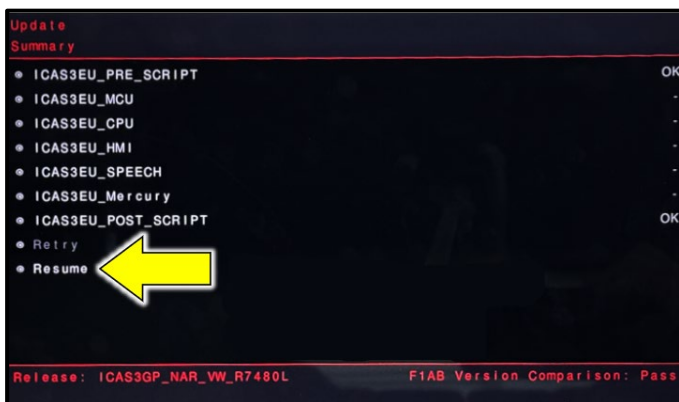 Update
Summary
ICAS3EU_PRE_SCRIPT OK
ICAS3EU_MCU -
ICAS3EU_CPU -
ICAS3EU_HMI -
ICAS3EU_SPEECH -
ICAS3EU_Mercury -
ICAS3EU_POST_SCRIPT OK
Retry
Resume
Release: ICAS3GP_NAR_VW_R7480L F1AB Version Comparison: Pass